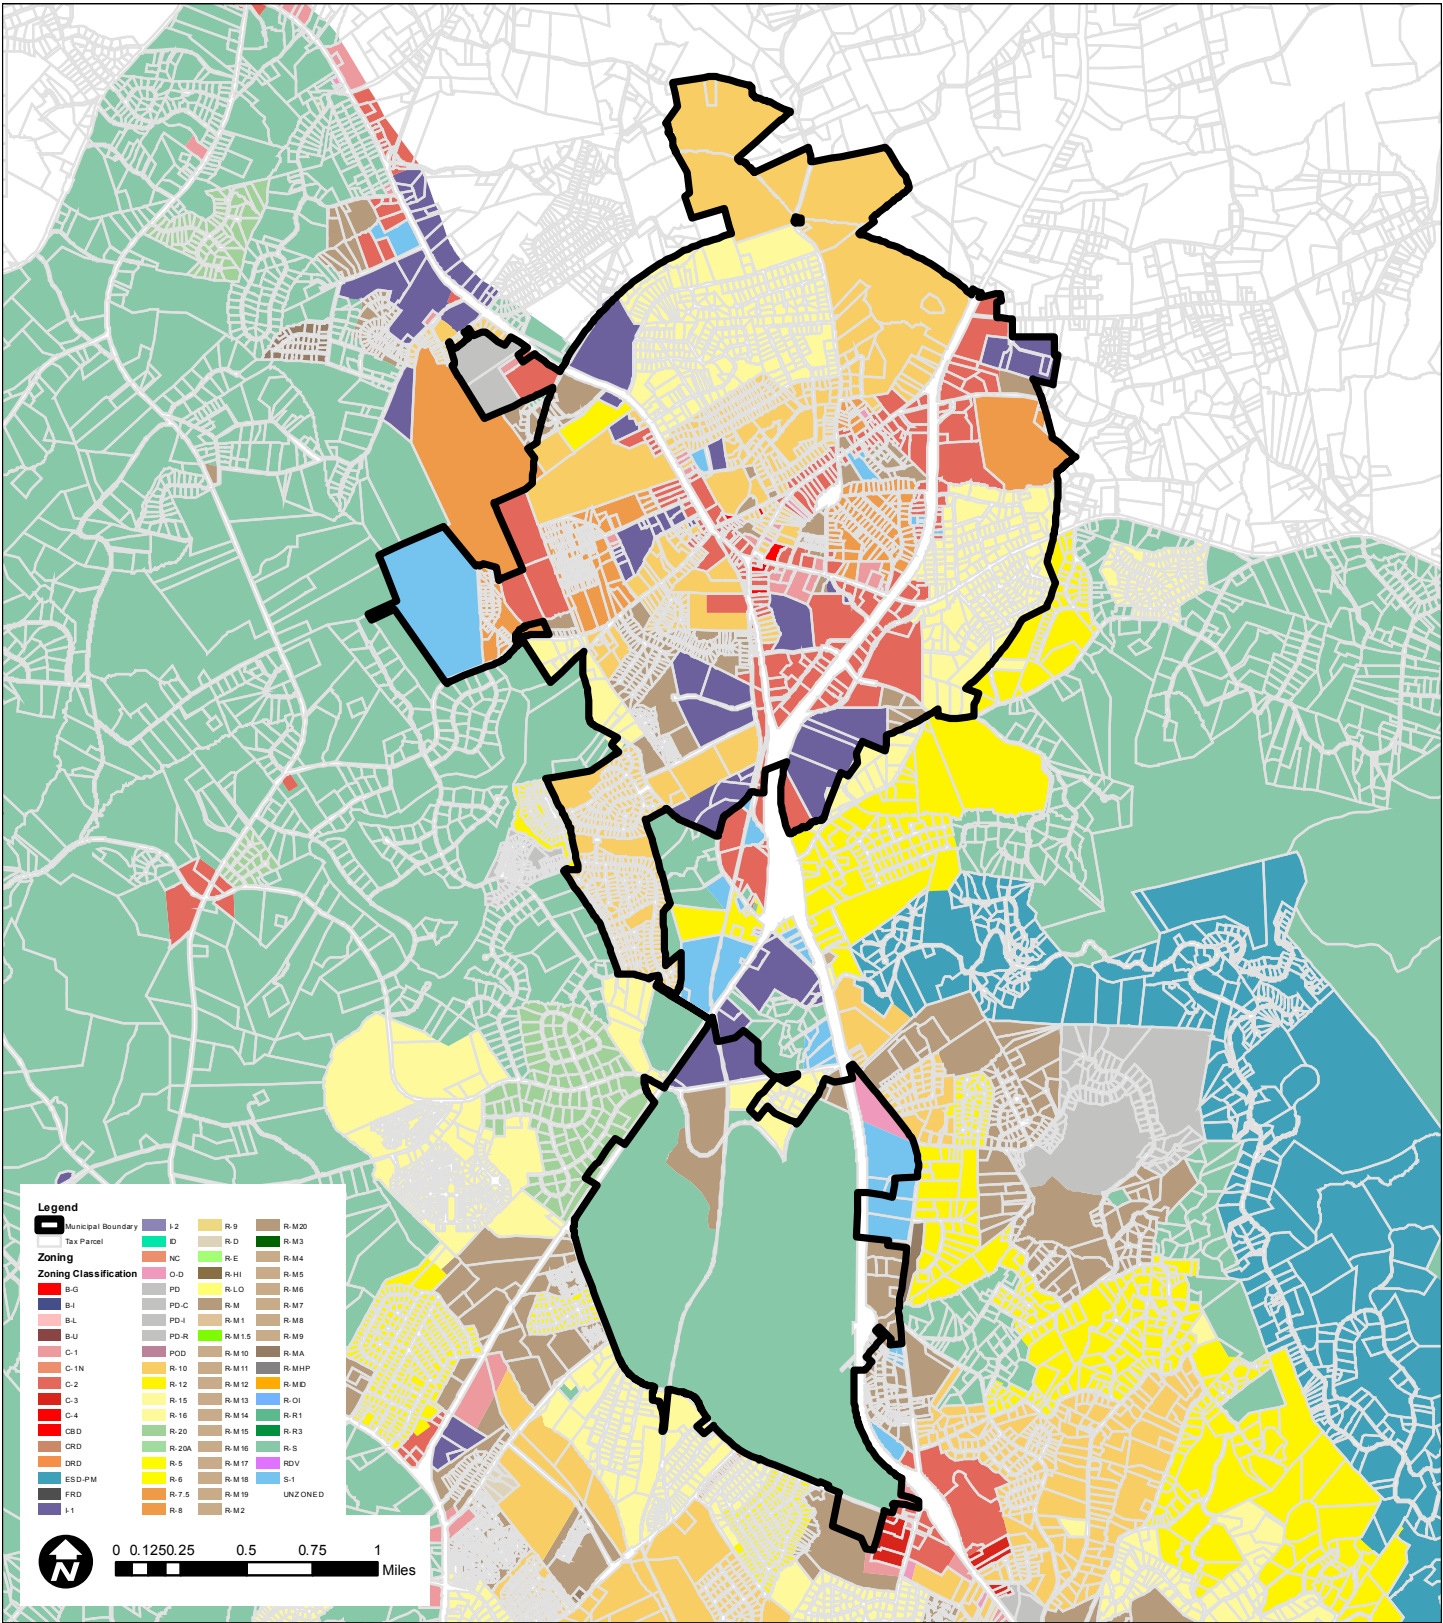 Legend
Municipal Boundary
Tax Parcel
Zoning
Zoning Classification
B-G
B-I
B-L
B-U
C-1
C-1N
C-2
C-3
C-4
CBD
CRD
DRD
ESD-PM
FRD
I-1
I-2
ID
NC
O-D
PD
PD-C
PD-I
PD-R
POD
R-10
R-12
R-15
R-16
R-20
R-20A
R-5
R-6
R-7.5
R-8
R-9
R-D
R-E
R-HI
R-LO
R-M
R-M1
R-M1.5
R-M10
R-M11
R-M12
R-M13
R-M14
R-M15
R-M16
R-M17
R-M18
R-M19
R-M2
R-M20
R-M3
R-M4
R-M5
R-M6
R-M7
R-M8
R-M9
R-MA
R-MHP
R-MID
R-OI
R-R1
R-R3
R-S
RDV
S-1
UNZONED
N
0 0.125 0.25 0.5 0.75 1
Miles